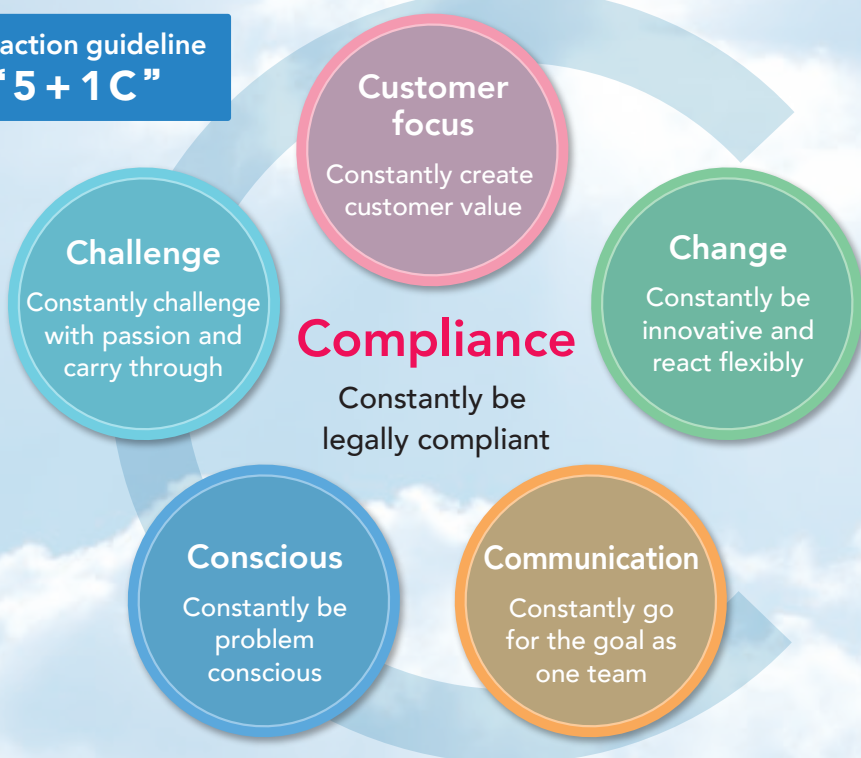 action guideline
“5+1C”
Customer
focus
Constantly create
customer value
Challenge
Constantly challenge
with passion and
carry through
Change
Constantly be
innovative and
react flexibly
Compliance
Constantly be
legally compliant
Conscious
Constantly be
problem
conscious
Communication
Constantly go
for the goal as
one team